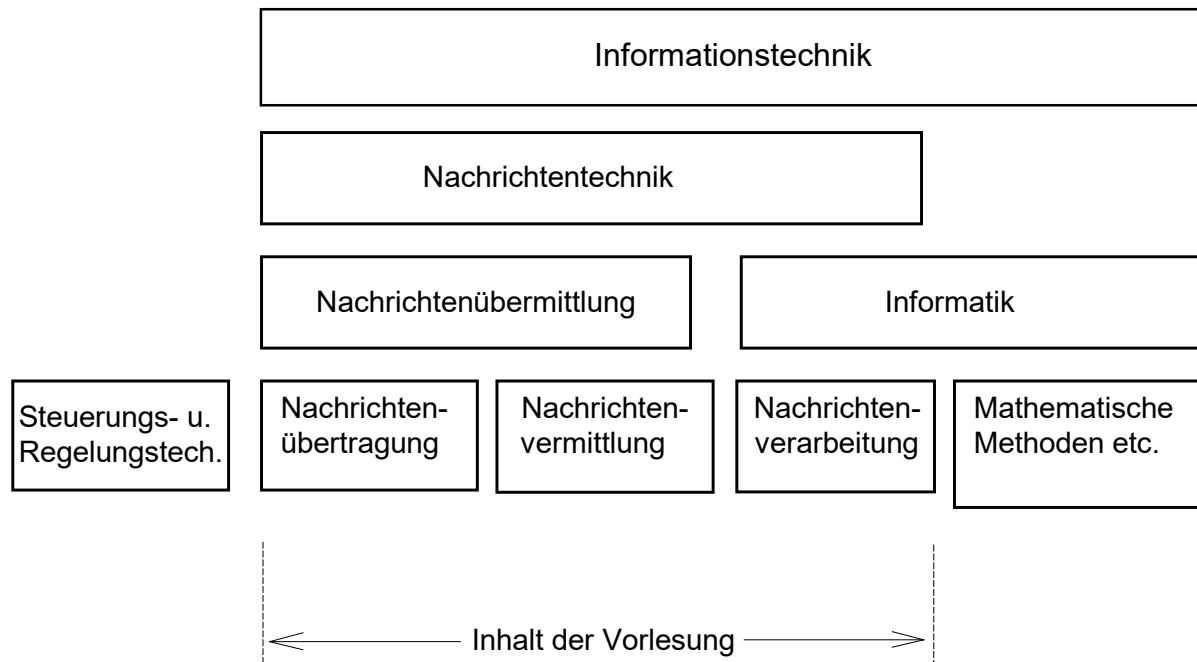 Informationstechnik
Nachrichtentechnik
Nachrichtenübermittlung
Informatik
Steuerungs- u.
Regelungstech.
Nachrichten-
übertragung
Nachrichten-
vermittlung
Nachrichten-
verarbeitung
Mathematische
Methoden etc.
Inhalt der Vorlesung